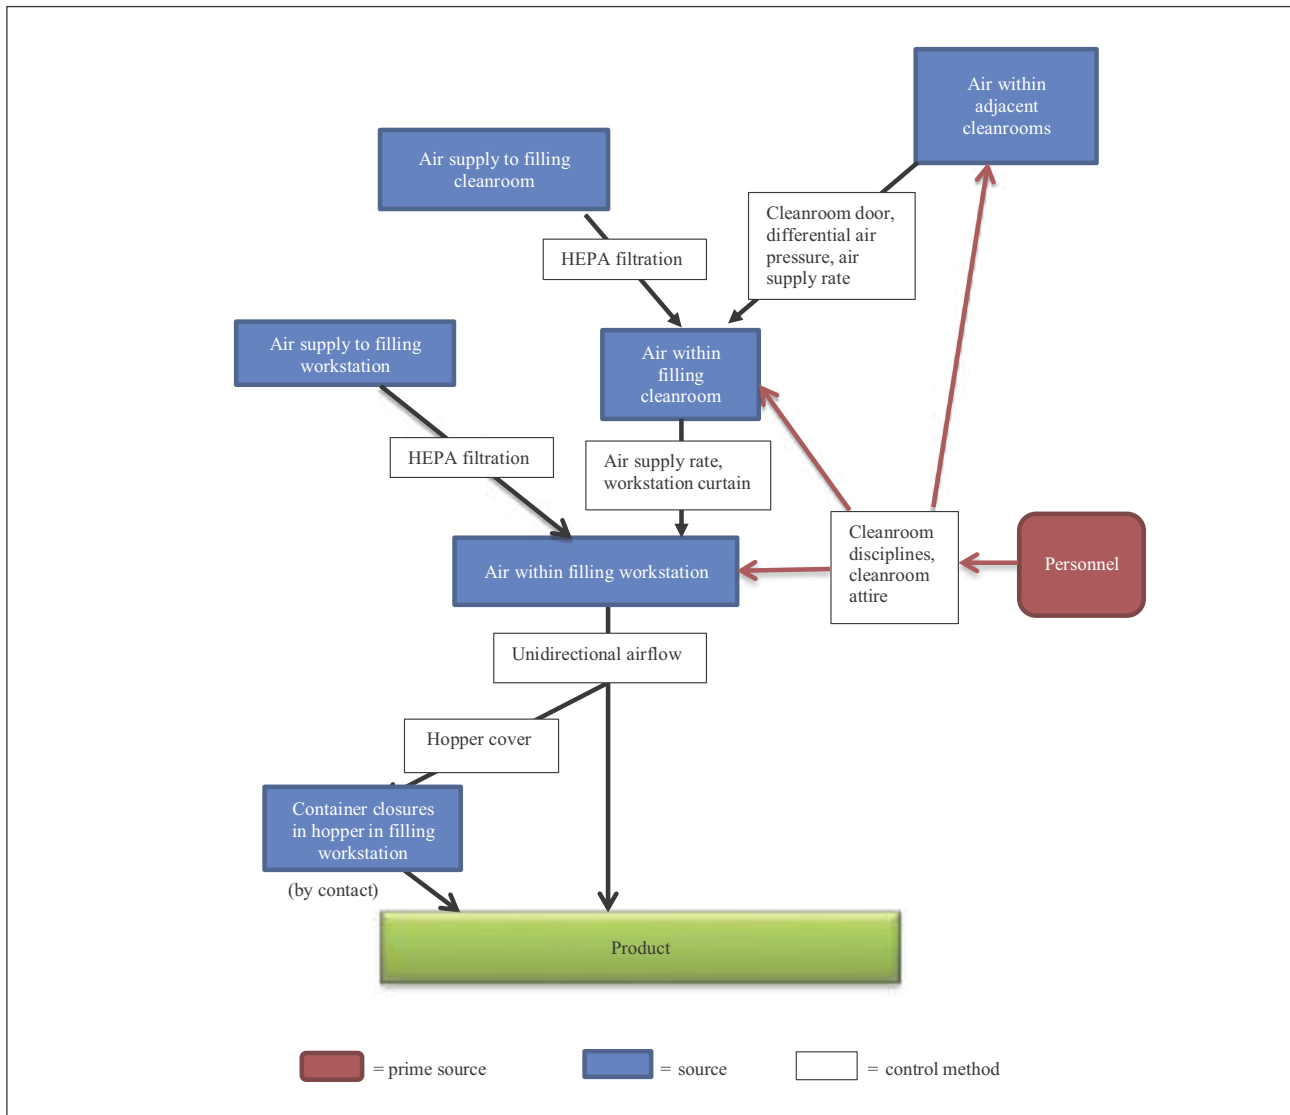 Air within
adjacent
cleanrooms
Air supply to filling
cleanroom
Cleanroom door,
differential air
pressure, air
supply rate
HEPA filtration
Air supply to filling
workstation
Air within
filling
cleanroom
HEPA filtration
Air supply rate,
workstation curtain
Cleanroom
disciplines,
cleanroom
attire
Personnel
Air within filling workstation
Unidirectional airflow
Hopper cover
Container closures
in hopper in filling
workstation
(by contact)
Product
= prime source
= source
= control method